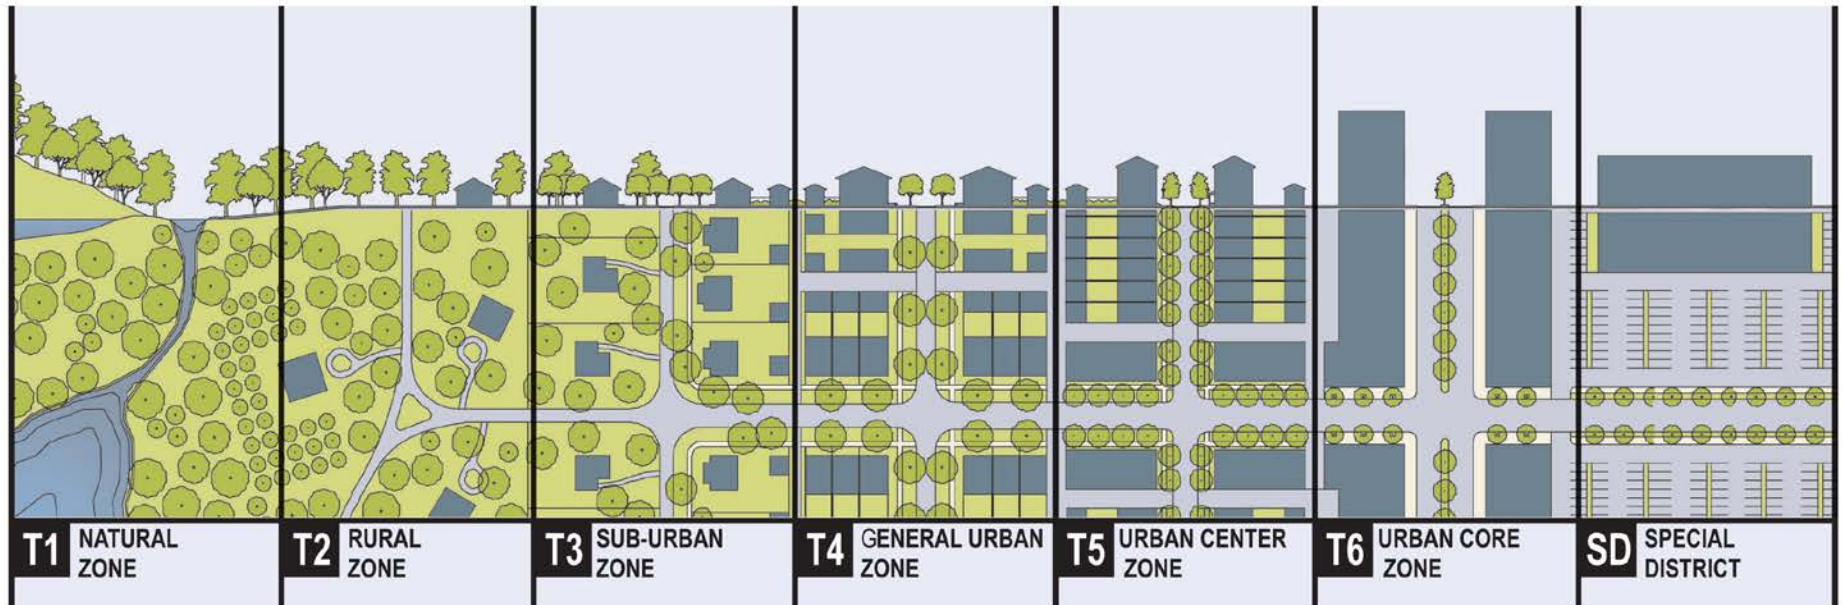 T1 NATURAL
ZONE
T2 RURAL
ZONE
T3 SUB-URBAN
ZONE
T4 GENERAL URBAN
ZONE
T5 URBAN CENTER
ZONE
T6 URBAN CORE
ZONE
SD SPECIAL
DISTRICT